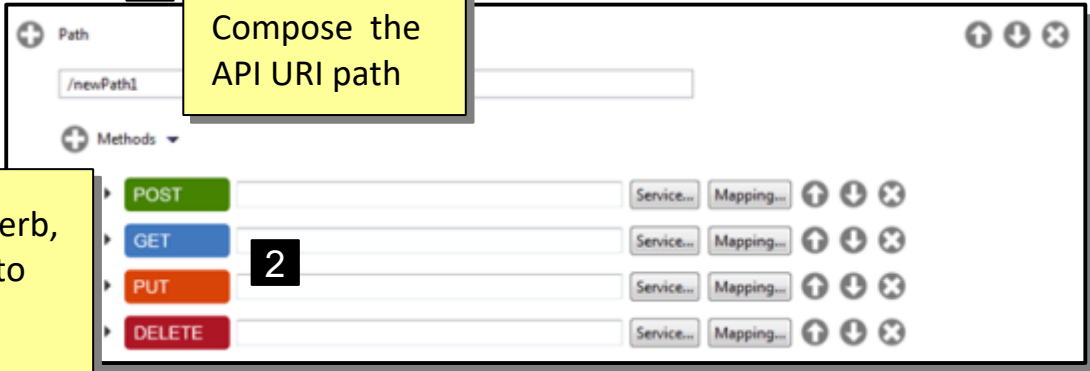 Compose the
API URI path
Path
/newPath1
Methods
POST Service... Mapping...
GET Service... Mapping...
2
PUT Service... Mapping...
DELETE Service... Mapping...
erb,
to